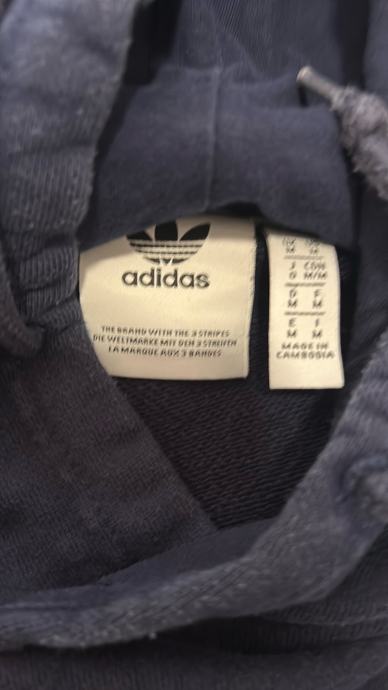 adidas
THE BRAND WITH THE 3 STRIPES
DIE WELTMARKE MIT DEN 3 STREIFEN
LA MARQUE AUX 3 BANDES
J CDN
O M/M
D F
M M
E I
M M
MADE IN
CAMBODIA